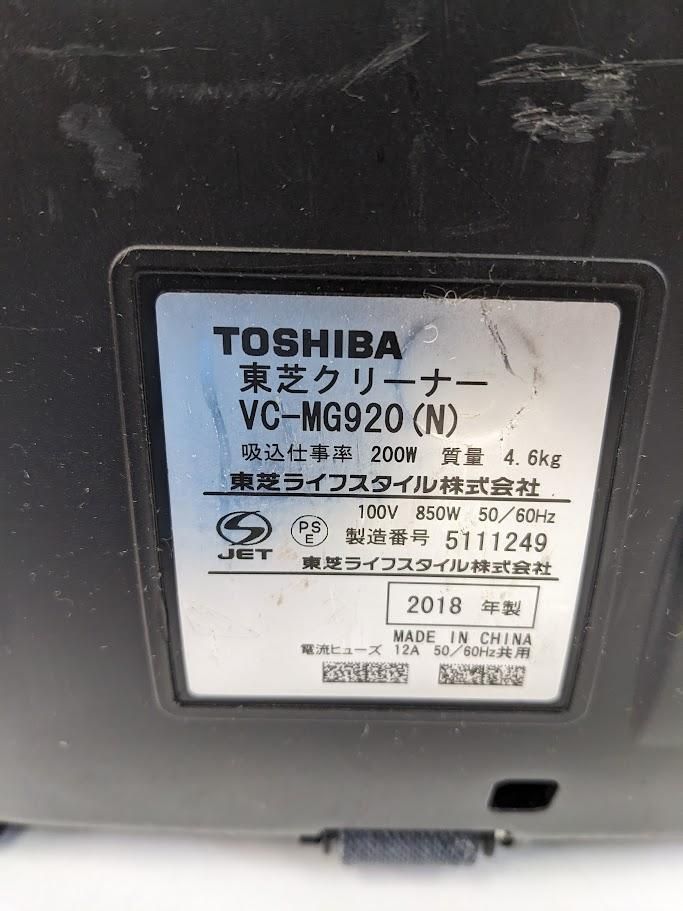 TOSHIBA
東芝クリーナー
VC-MG920(N)
吸込仕事率 200W 質量 4.6kg
東芝ライフスタイル株式会社
100V 850W 50/60Hz
JET PS E 製造番号 5111249
東芝ライフスタイル株式会社
2018 年製
MADE IN CHINA
電流ヒューズ 12A 50/60Hz共用